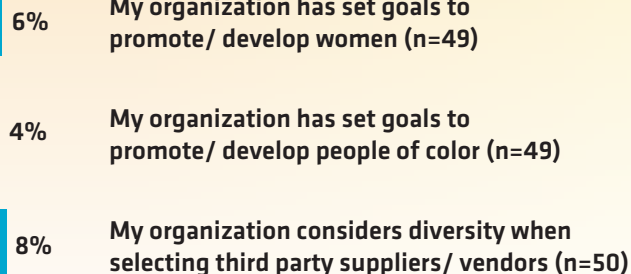 6%
My organization has set goals to
promote/ develop women (n=49)
4%
My organization has set goals to
promote/ develop people of color (n=49)
8%
My organization considers diversity when
selecting third party suppliers/ vendors (n=50)